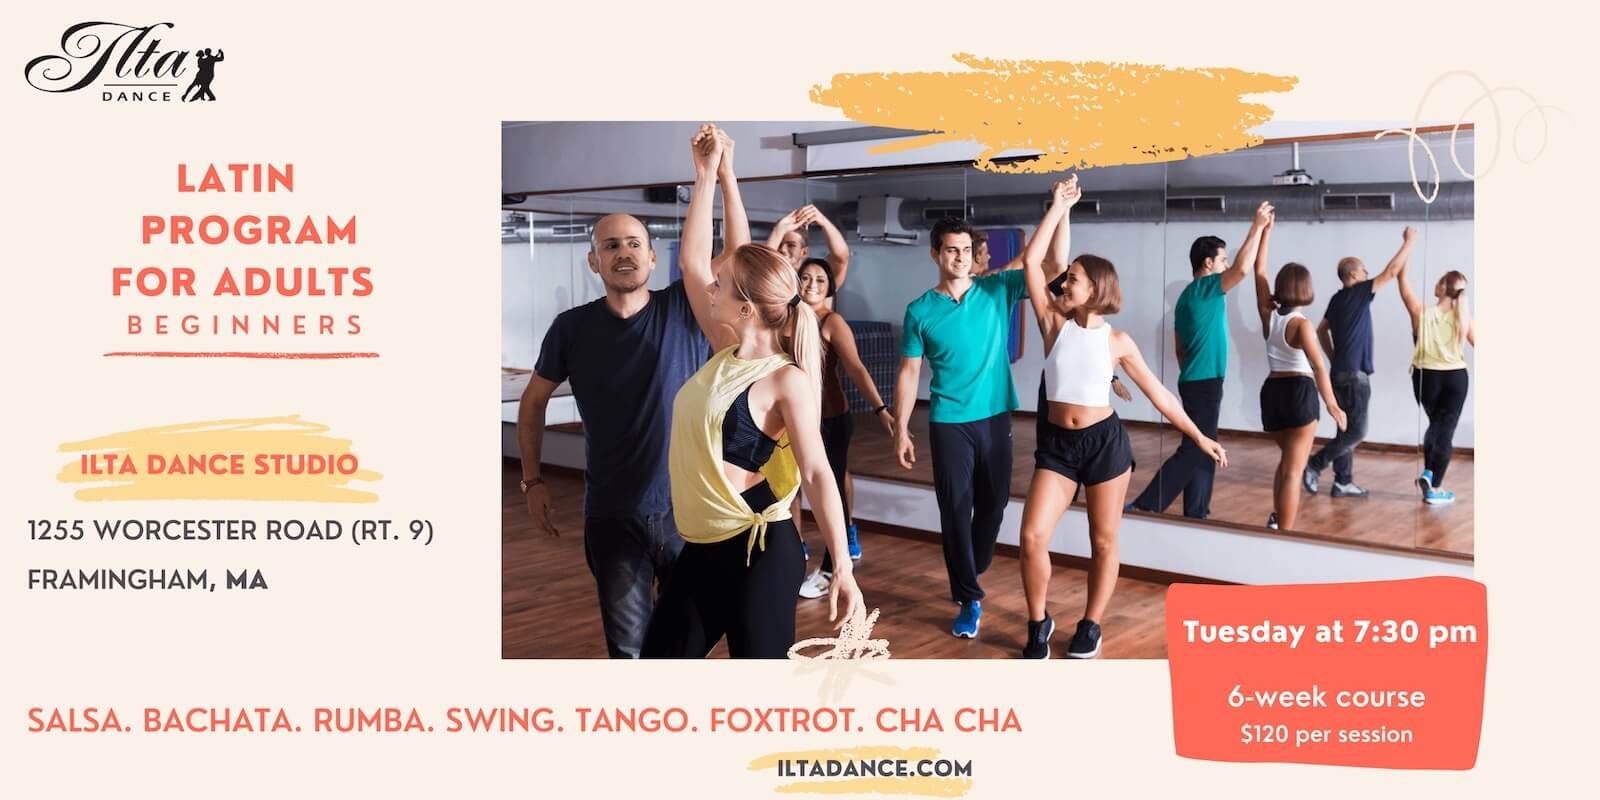 Ilta
DANCE
LATIN
PROGRAM
FOR ADULTS
BEGINNERS
ILTA DANCE STUDIO
1255 WORCESTER ROAD (RT. 9)
FRAMINGHAM, MA
Tuesday at 7:30 pm
6-week course
$120 per session
SALSA. BACHATA. RUMBA. SWING. TANGO. FOXTROT. CHA CHA
ILTADANCE.COM